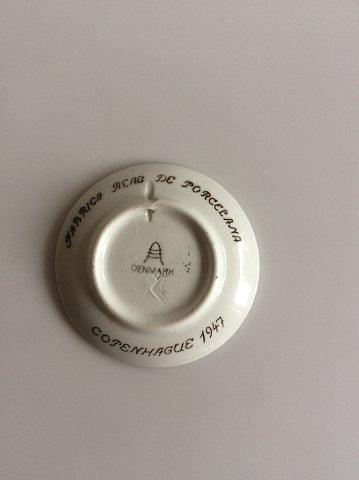 FABRICA REAL DE PORCELANA
DENMARK
COPENHAGUE 1947